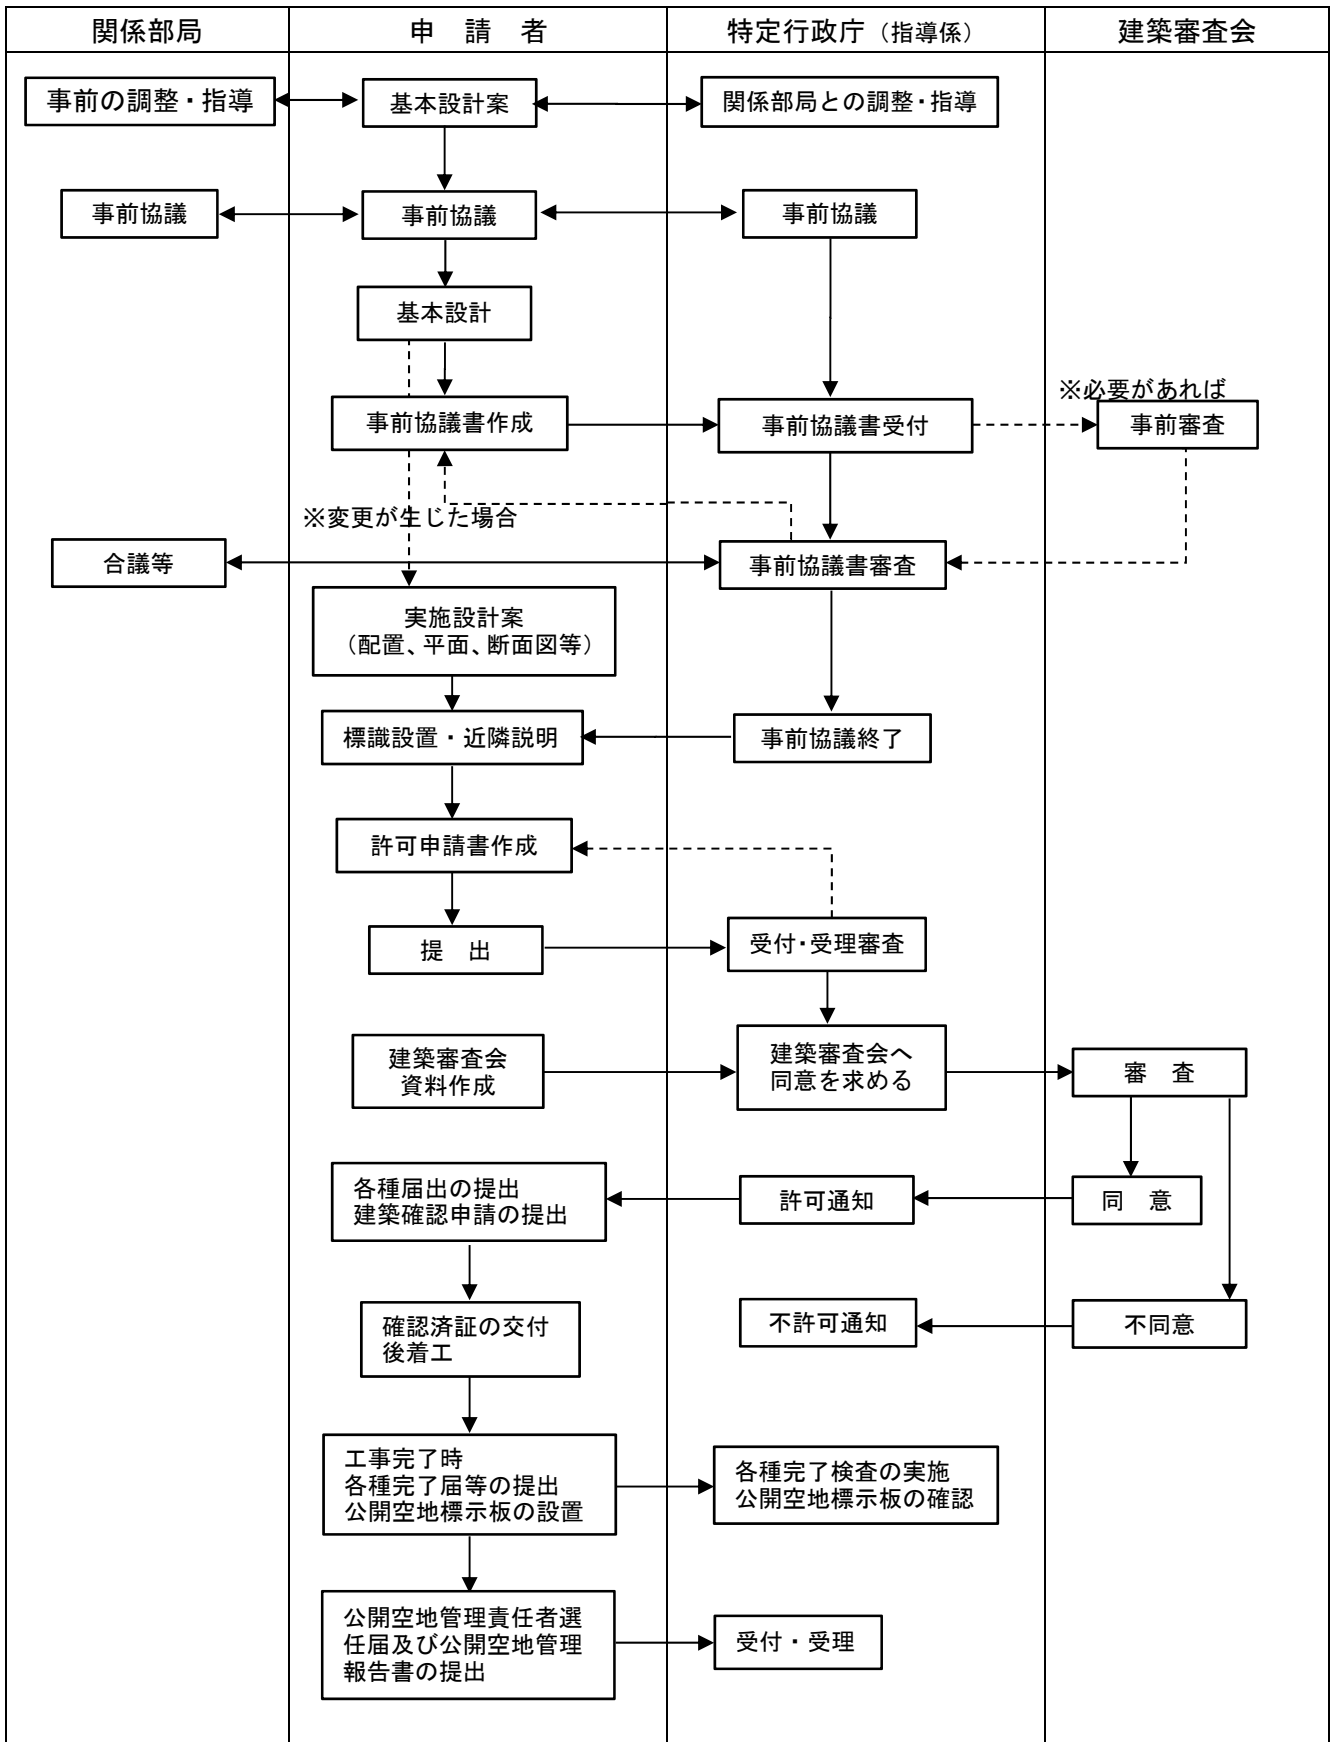 関係部局
申　請　者
特定行政庁（指導係）
建築審査会
事前の調整・指導
基本設計案
関係部局との調整・指導
事前協議
事前協議
事前協議
基本設計
※必要があれば
事前協議書作成
事前協議書受付
事前審査
※変更が生じた場合
合議等
事前協議書審査
実施設計案
（配置、平面、断面図等）
標識設置・近隣説明
事前協議終了
許可申請書作成
提　出
受付・受理審査
建築審査会
資料作成
建築審査会へ
同意を求める
審　査
各種届出の提出
建築確認申請の提出
許可通知
同　意
確認済証の交付
後着工
不許可通知
不同意
工事完了時
各種完了届等の提出
公開空地標示板の設置
各種完了検査の実施
公開空地標示板の確認
公開空地管理責任者選
任届及び公開空地管理
報告書の提出
受付・受理